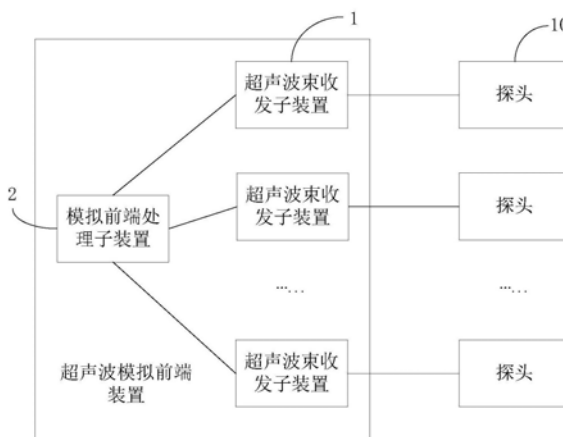 1
10
超声波束收
发子装置
探头
2
模拟前端处
理子装置
超声波束收
发子装置
探头
......
......
超声波模拟前端
装置
超声波束收
发子装置
探头